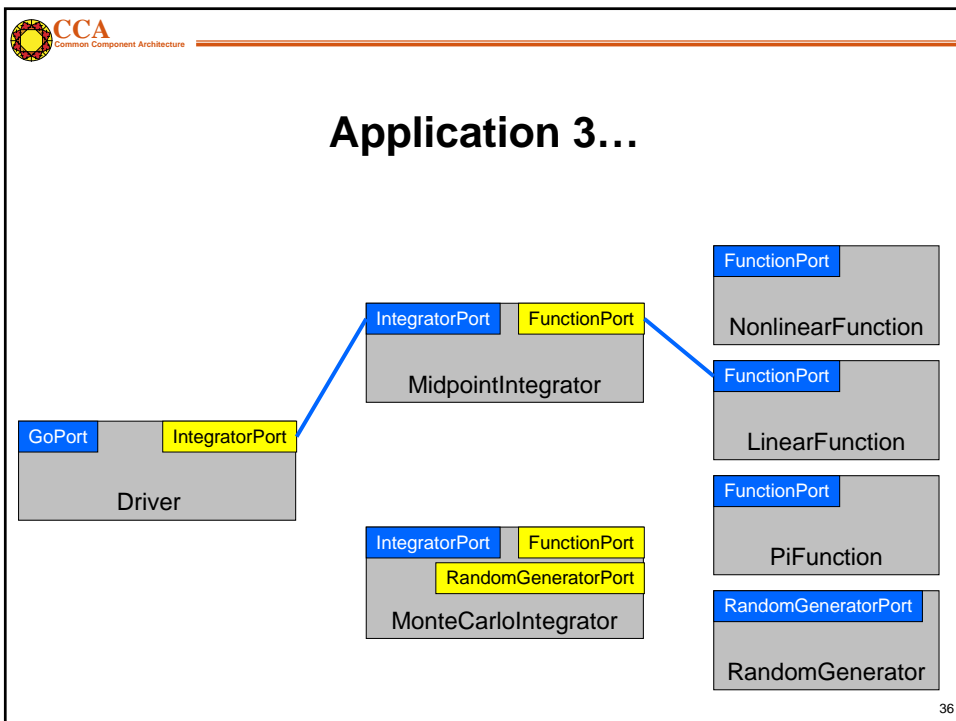 CCA
Common Component Architecture
Application 3…
FunctionPort
NonlinearFunction
IntegratorPort
FunctionPort
MidpointIntegrator
FunctionPort
LinearFunction
GoPort
IntegratorPort
Driver
FunctionPort
PiFunction
IntegratorPort
FunctionPort
RandomGeneratorPort
MonteCarloIntegrator
RandomGeneratorPort
RandomGenerator
36